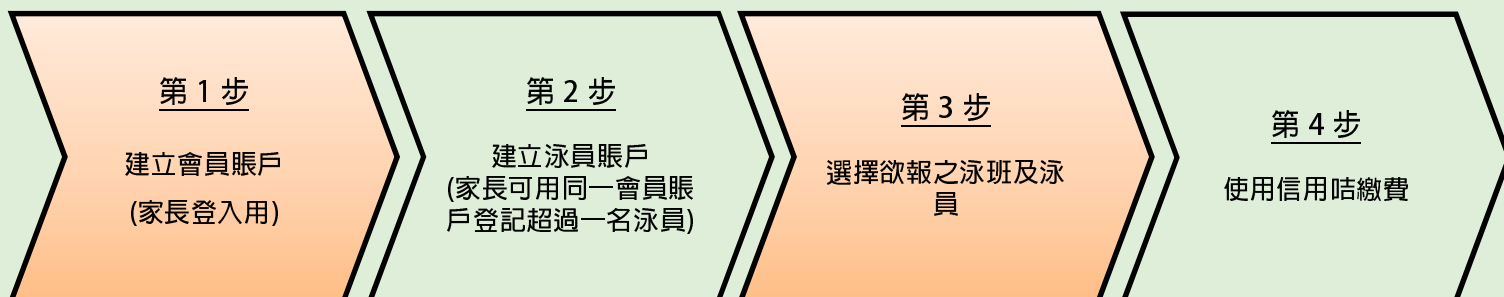 第 1 步
建立會員賬戶
(家長登入用)
第 2 步
建立泳員賬戶
(家長可用同一會員賬
戶登記超過一名泳員)
第 3 步
選擇欲報之泳班及泳
員
第 4 步
使用信用咭繳費